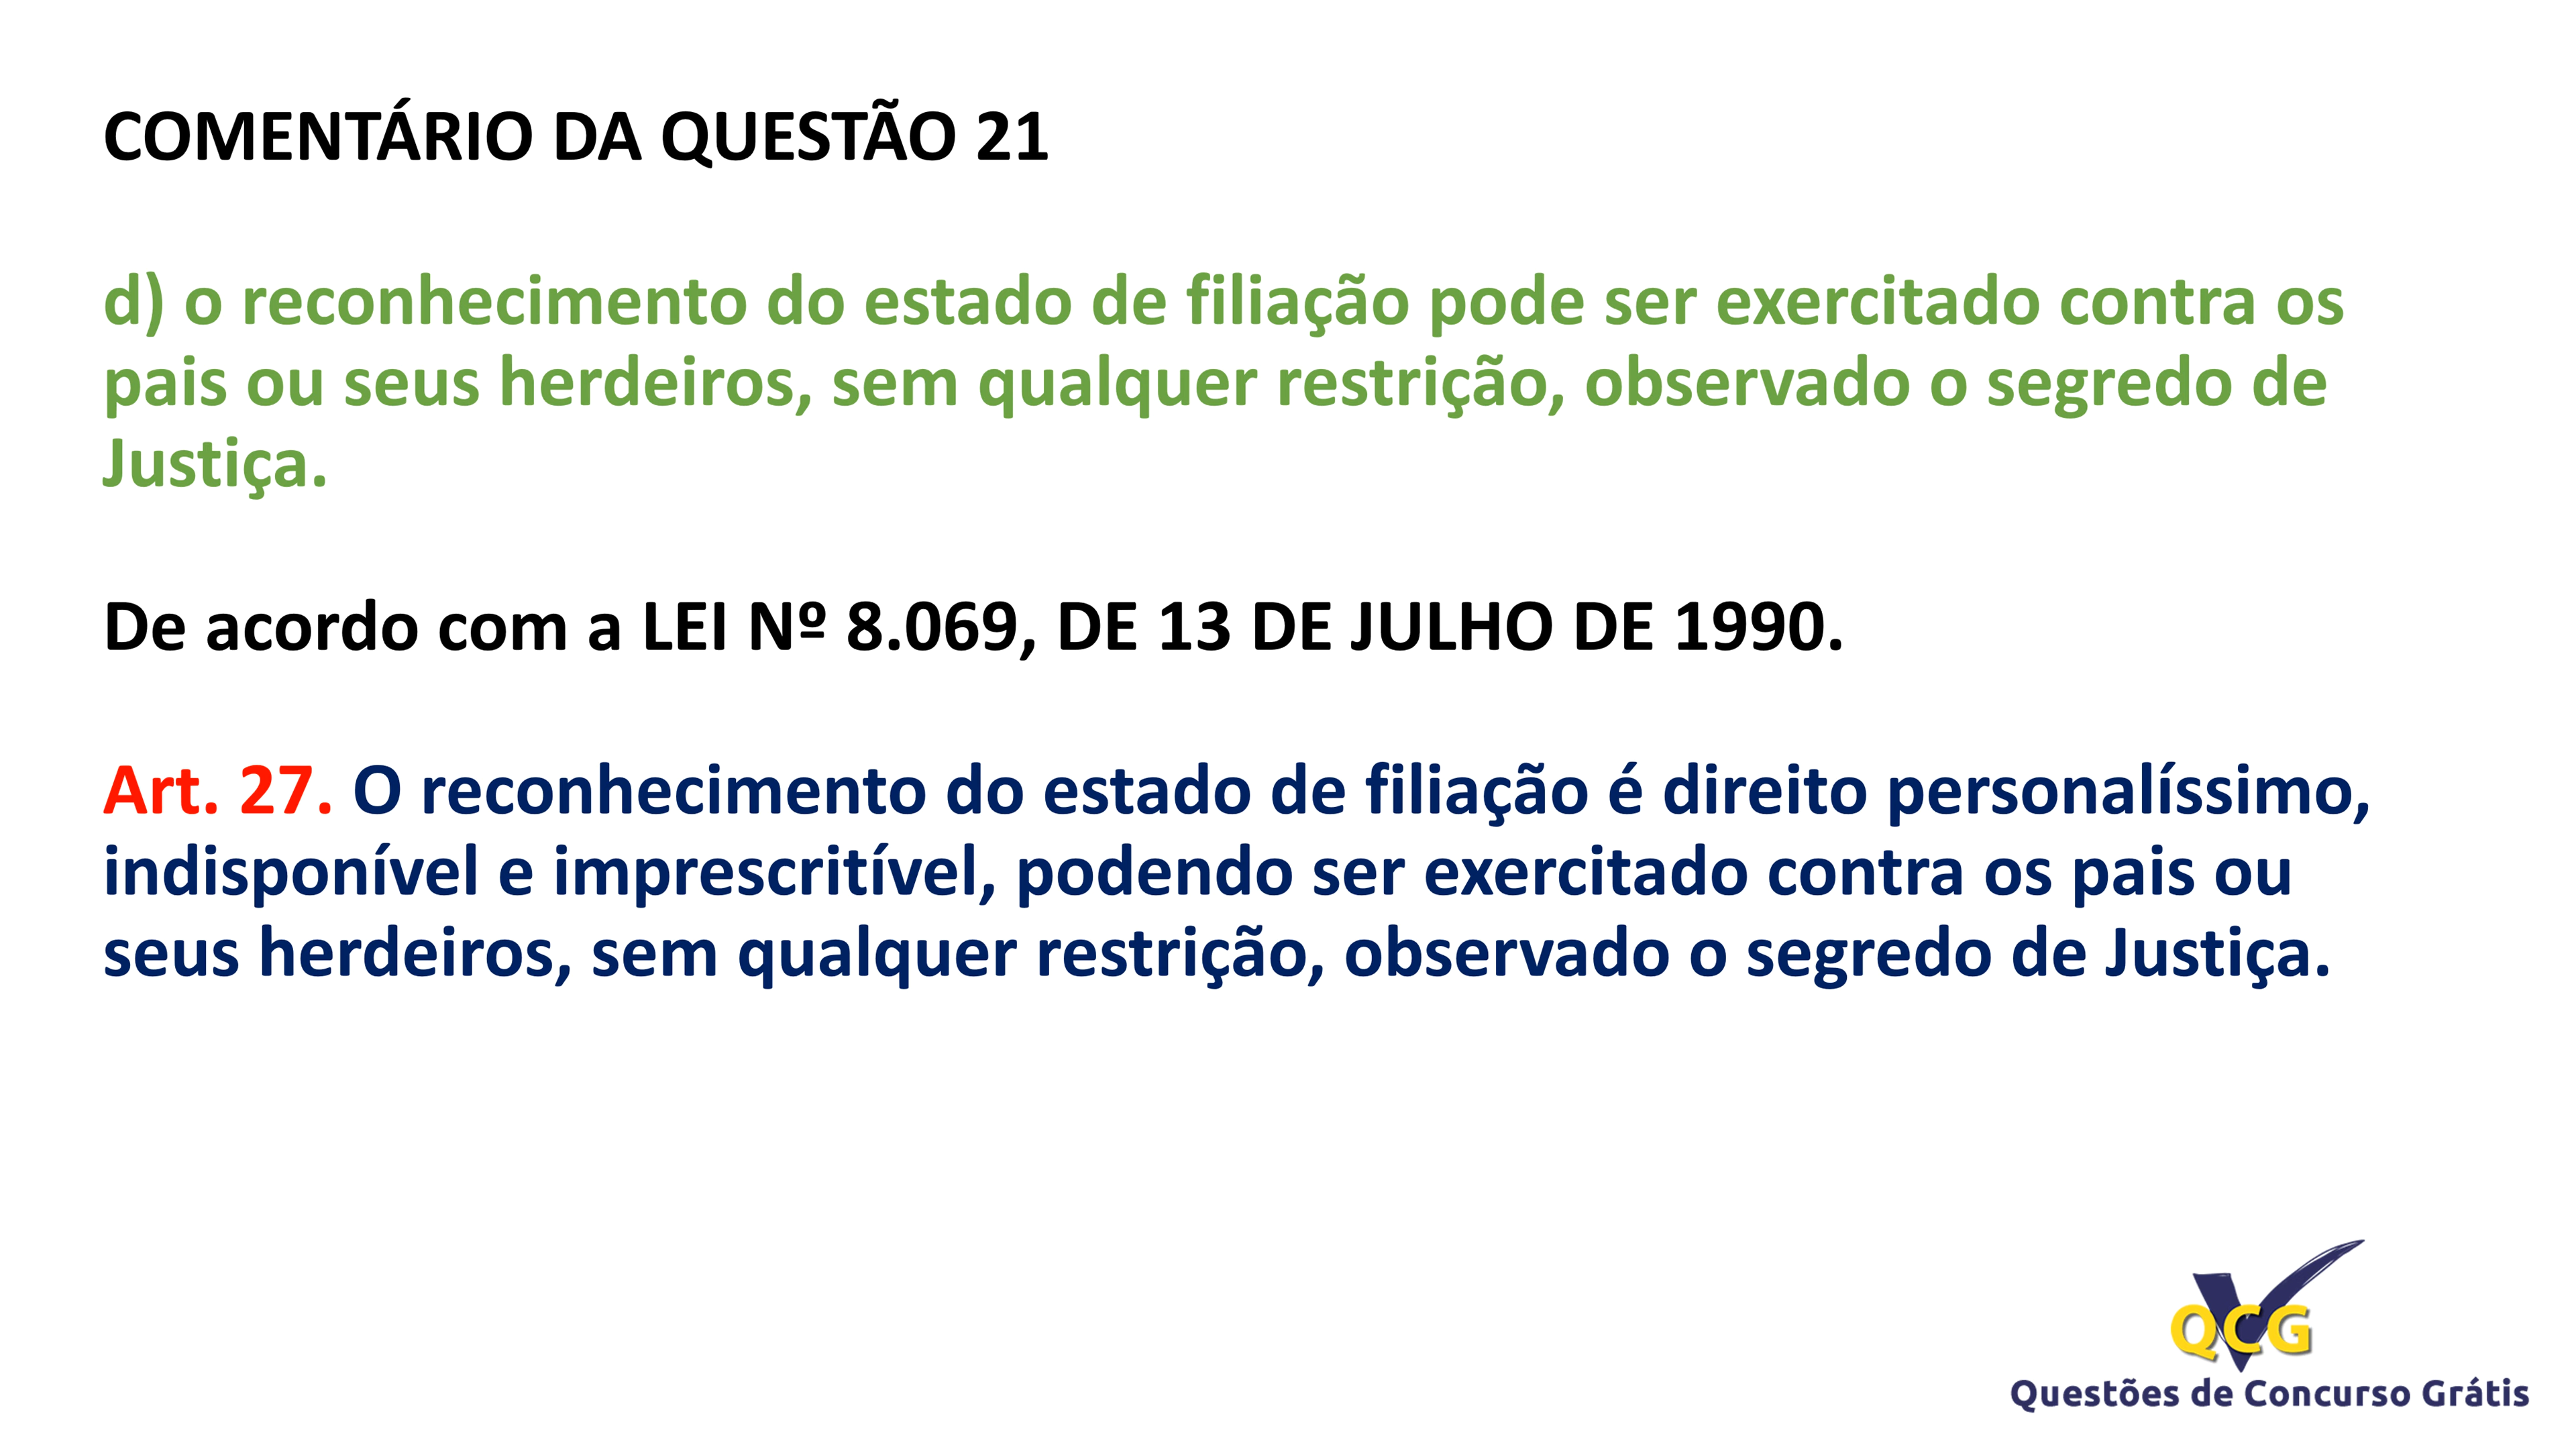 COMENTÁRIO DA QUESTÃO 21
d) o reconhecimento do estado de filiação pode ser exercitado contra os
pais ou seus herdeiros, sem qualquer restrição, observado o segredo de
Justiça.
De acordo com a LEI Nº 8.069, DE 13 DE JULHO DE 1990.
Art. 27. O reconhecimento do estado de filiação é direito personalíssimo,
indisponível e imprescritível, podendo ser exercitado contra os pais ou
seus herdeiros, sem qualquer restrição, observado o segredo de Justiça.
QCG
Questões de Concurso Grátis